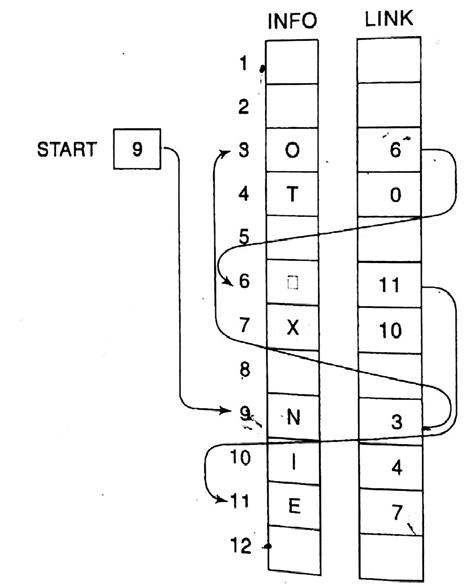 INFO LINK
1
2
START 9 3 O 6
4 T 0
5
6 □ 11
7 X 10
8
9 N 3
10 I 4
11 E 7
12